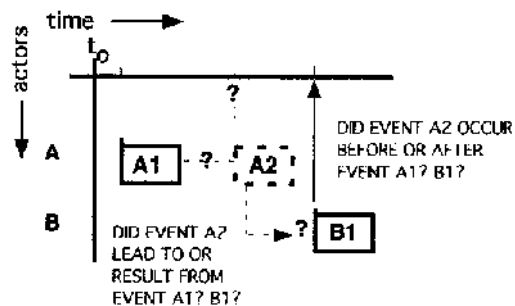 time
actors
to
?
DID EVENT A2 OCCUR
BEFORE OR AFTER
EVENT A1? B1?
A
A1
?
A2
B
?
B1
DID EVENT A2
LEAD TO OR
RESULT FROM
EVENT A1? B1?